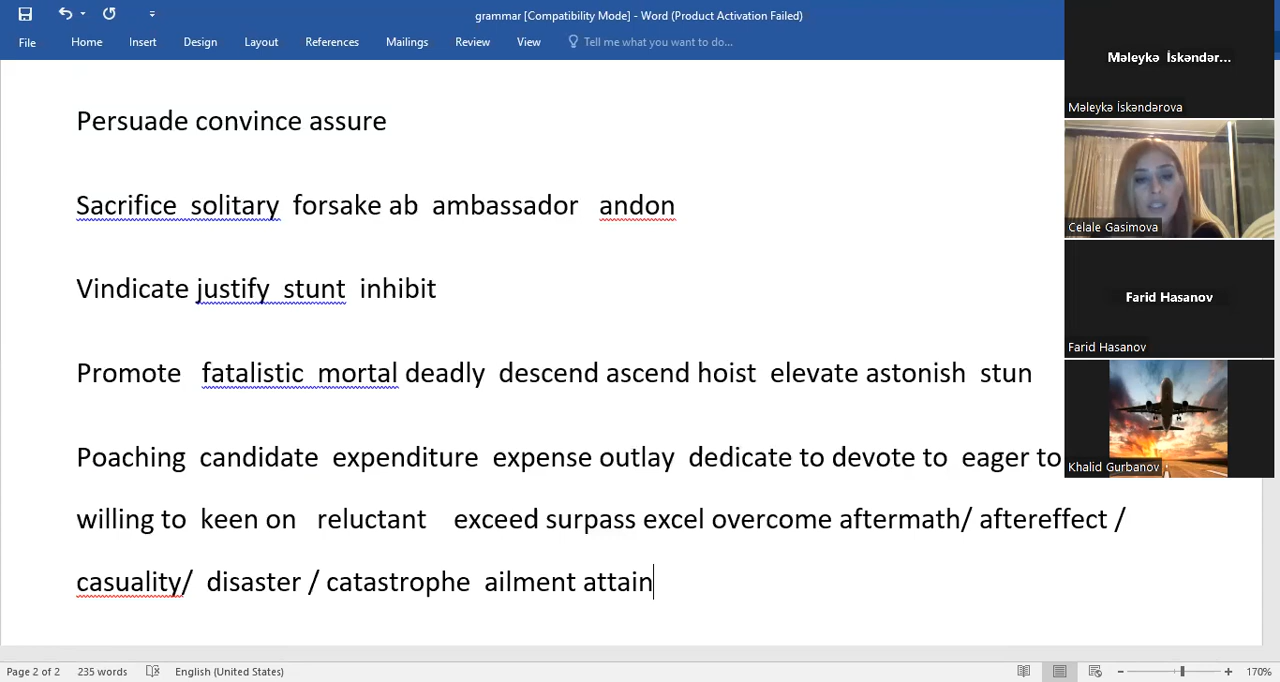 grammar [Compatibility Mode] - Word (Product Activation Failed)
File Home Insert Design Layout References Mailings Review View Tell me what you want to do...
Persuade convince assure
Sacrifice solitary forsake ab ambassador andon
Vindicate justify stunt inhibit
Promote fatalistic mortal deadly descend ascend hoist elevate astonish stun
Poaching candidate expenditure expense outlay dedicate to devote to eager to
willing to keen on reluctant exceed surpass excel overcome aftermath/ aftereffect /
casuality/ disaster / catastrophe ailment attain
Məleykə İskəndər...
Məleykə İskəndərova
Celale Gasimova
Farid Hasanov
Farid Hasanov
Khalid Gurbanov
Page 2 of 2 235 words English (United States) 170%